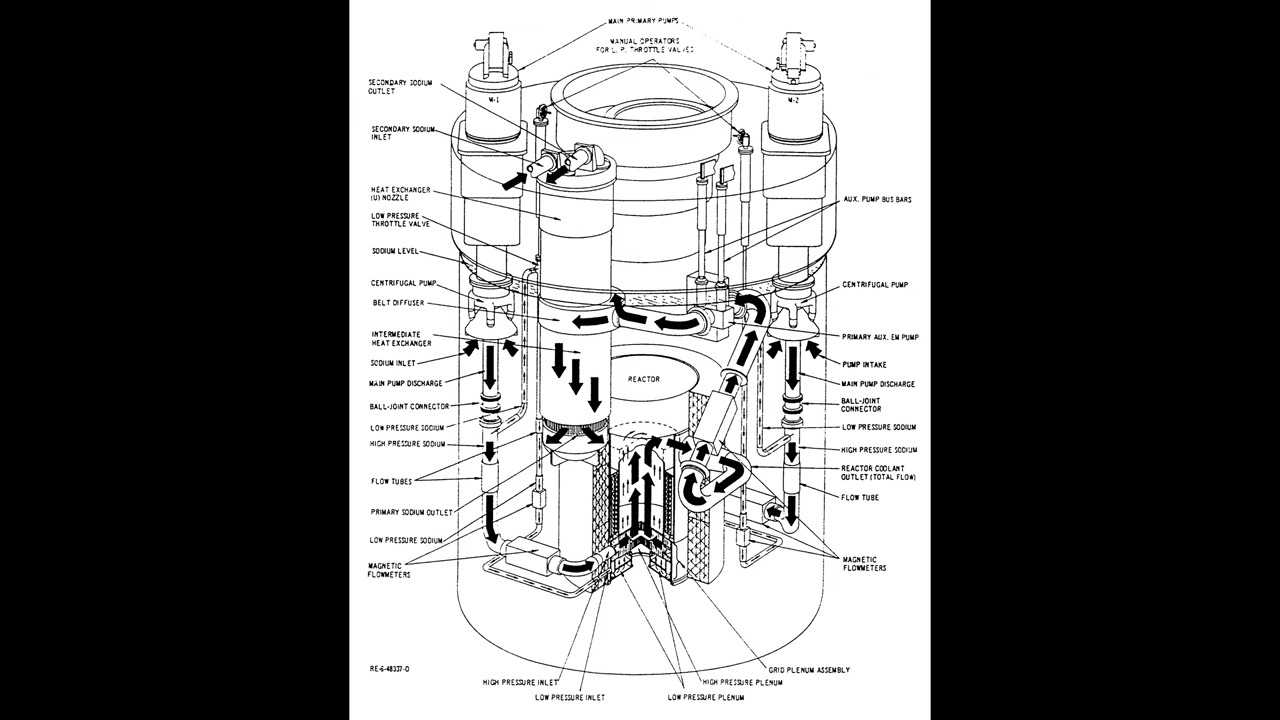 MAIN PRIMARY PUMPS
MANUAL OPERATORS
FOR L. P. THROTTLE VALVES
SECONDARY SODIUM
OUTLET
M-1
M-2
SECONDARY SODIUM
INLET
HEAT EXCHANGER
(U) NOZZLE
AUX. PUMP BUS BARS
LOW PRESSURE
THROTTLE VALVE
SODIUM LEVEL
CENTRIFUGAL PUMP
CENTRIFUGAL PUMP
BELT DIFFUSER
INTERMEDIATE
HEAT EXCHANGER
PRIMARY AUX. EM PUMP
SODIUM INLET
PUMP INTAKE
REACTOR
MAIN PUMP DISCHARGE
MAIN PUMP DISCHARGE
BALL-JOINT CONNECTOR
BALL-JOINT
CONNECTOR
LOW PRESSURE SODIUM
LOW PRESSURE SODIUM
HIGH PRESSURE SODIUM
HIGH PRESSURE SODIUM
REACTOR COOLANT
OUTLET (TOTAL FLOW)
FLOW TUBES
FLOW TUBE
PRIMARY SODIUM OUTLET
LOW PRESSURE SODIUM
MAGNETIC
FLOWMETERS
MAGNETIC
FLOWMETERS
RE-6-48337-D
GRID PLENUM ASSEMBLY
HIGH PRESSURE INLET
HIGH PRESSURE PLENUM
LOW PRESSURE INLET
LOW PRESSURE PLENUM